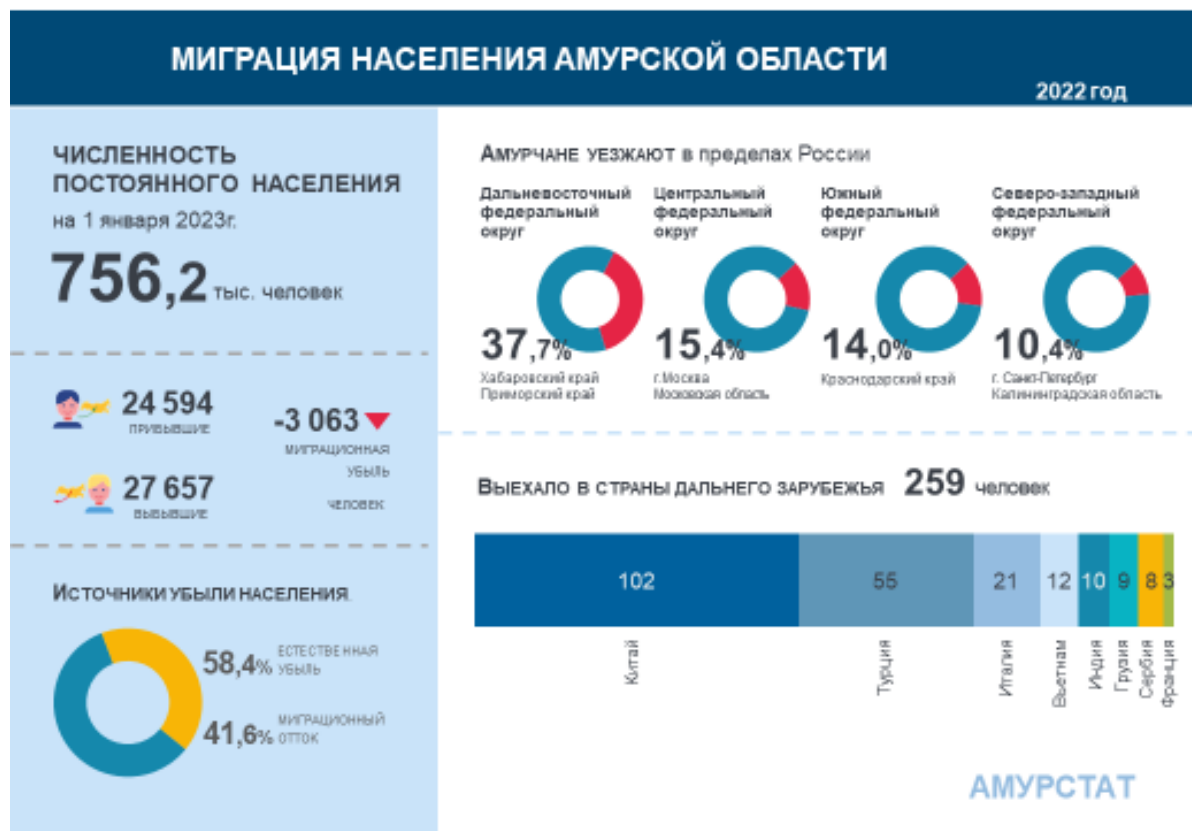 МИГРАЦИЯ НАСЕЛЕНИЯ АМУРСКОЙ ОБЛАСТИ
2022 год
ЧИСЛЕННОСТЬ
ПОСТОЯННОГО НАСЕЛЕНИЯ
на 1 января 2023г.
756,2 тыс. человек
24 594
ПРИБЫВШИЕ
-3 063
МИГРАЦИОННАЯ
УБЫЛЬ
ЧЕЛОВЕК
27 657
ВЫБЫВШИЕ
ИСТОЧНИКИ УБЫЛИ НАСЕЛЕНИЯ
58,4% ЕСТЕСТВЕННАЯ
УБЫЛЬ
41,6% МИГРАЦИОННЫЙ
ОТТОК
АМУРЧАНЕ УЕЗЖАЮТ в пределах России
Дальневосточный
федеральный
округ
37,7%
Хабаровский край
Приморский край
Центральный
федеральный
округ
15,4%
г.Москва
Московская область
Южный
федеральный
округ
14,0%
Краснодарский край
Северо-западный
федеральный
округ
10,4%
г. Санкт-Петербург
Калининградская область
ВЫЕХАЛО В СТРАНЫ ДАЛЬНЕГО ЗАРУБЕЖЬЯ 259 человек
102 55 21 12 10 9 8 3
Китай
Турция
Италия
Вьетнам
Индия
Грузия
Сербия
Франция
АМУРСТАТ